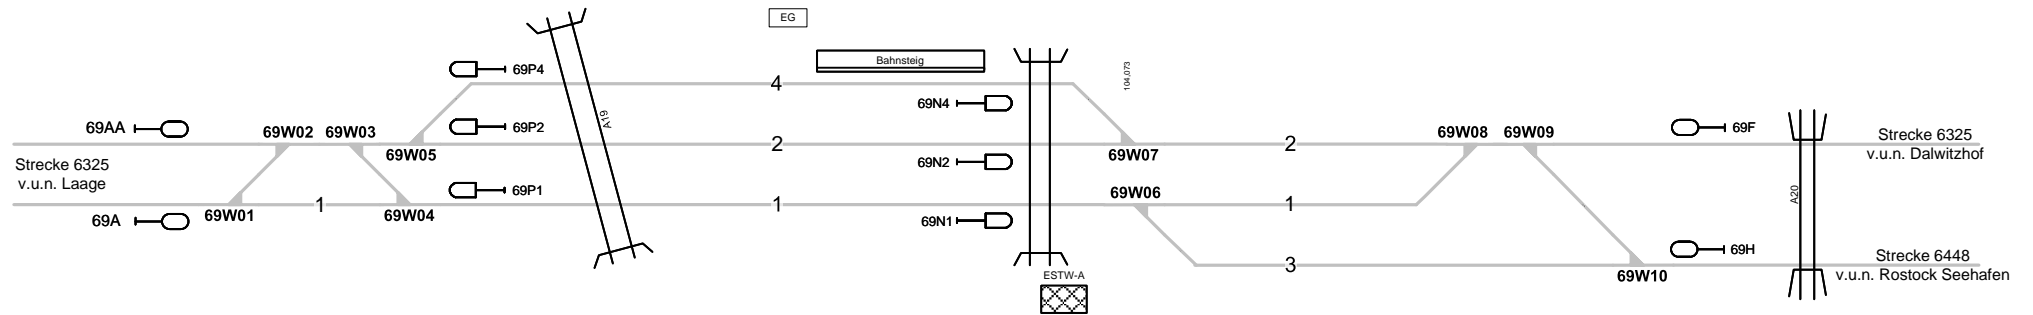 EG
69P4
Bahnsteig
104,073
4
69N4
A19
69AA
69W02
69W03
69P2
69W05
2
69N2
69W07
2
69W08
69W09
69F
Strecke 6325
v.u.n. Dalwitzhof
Strecke 6325
v.u.n. Laage
69P1
69W06
A20
69A
69W01
1
69W04
1
69N1
1
69H
3
69W10
Strecke 6448
v.u.n. Rostock Seehafen
ESTW-A